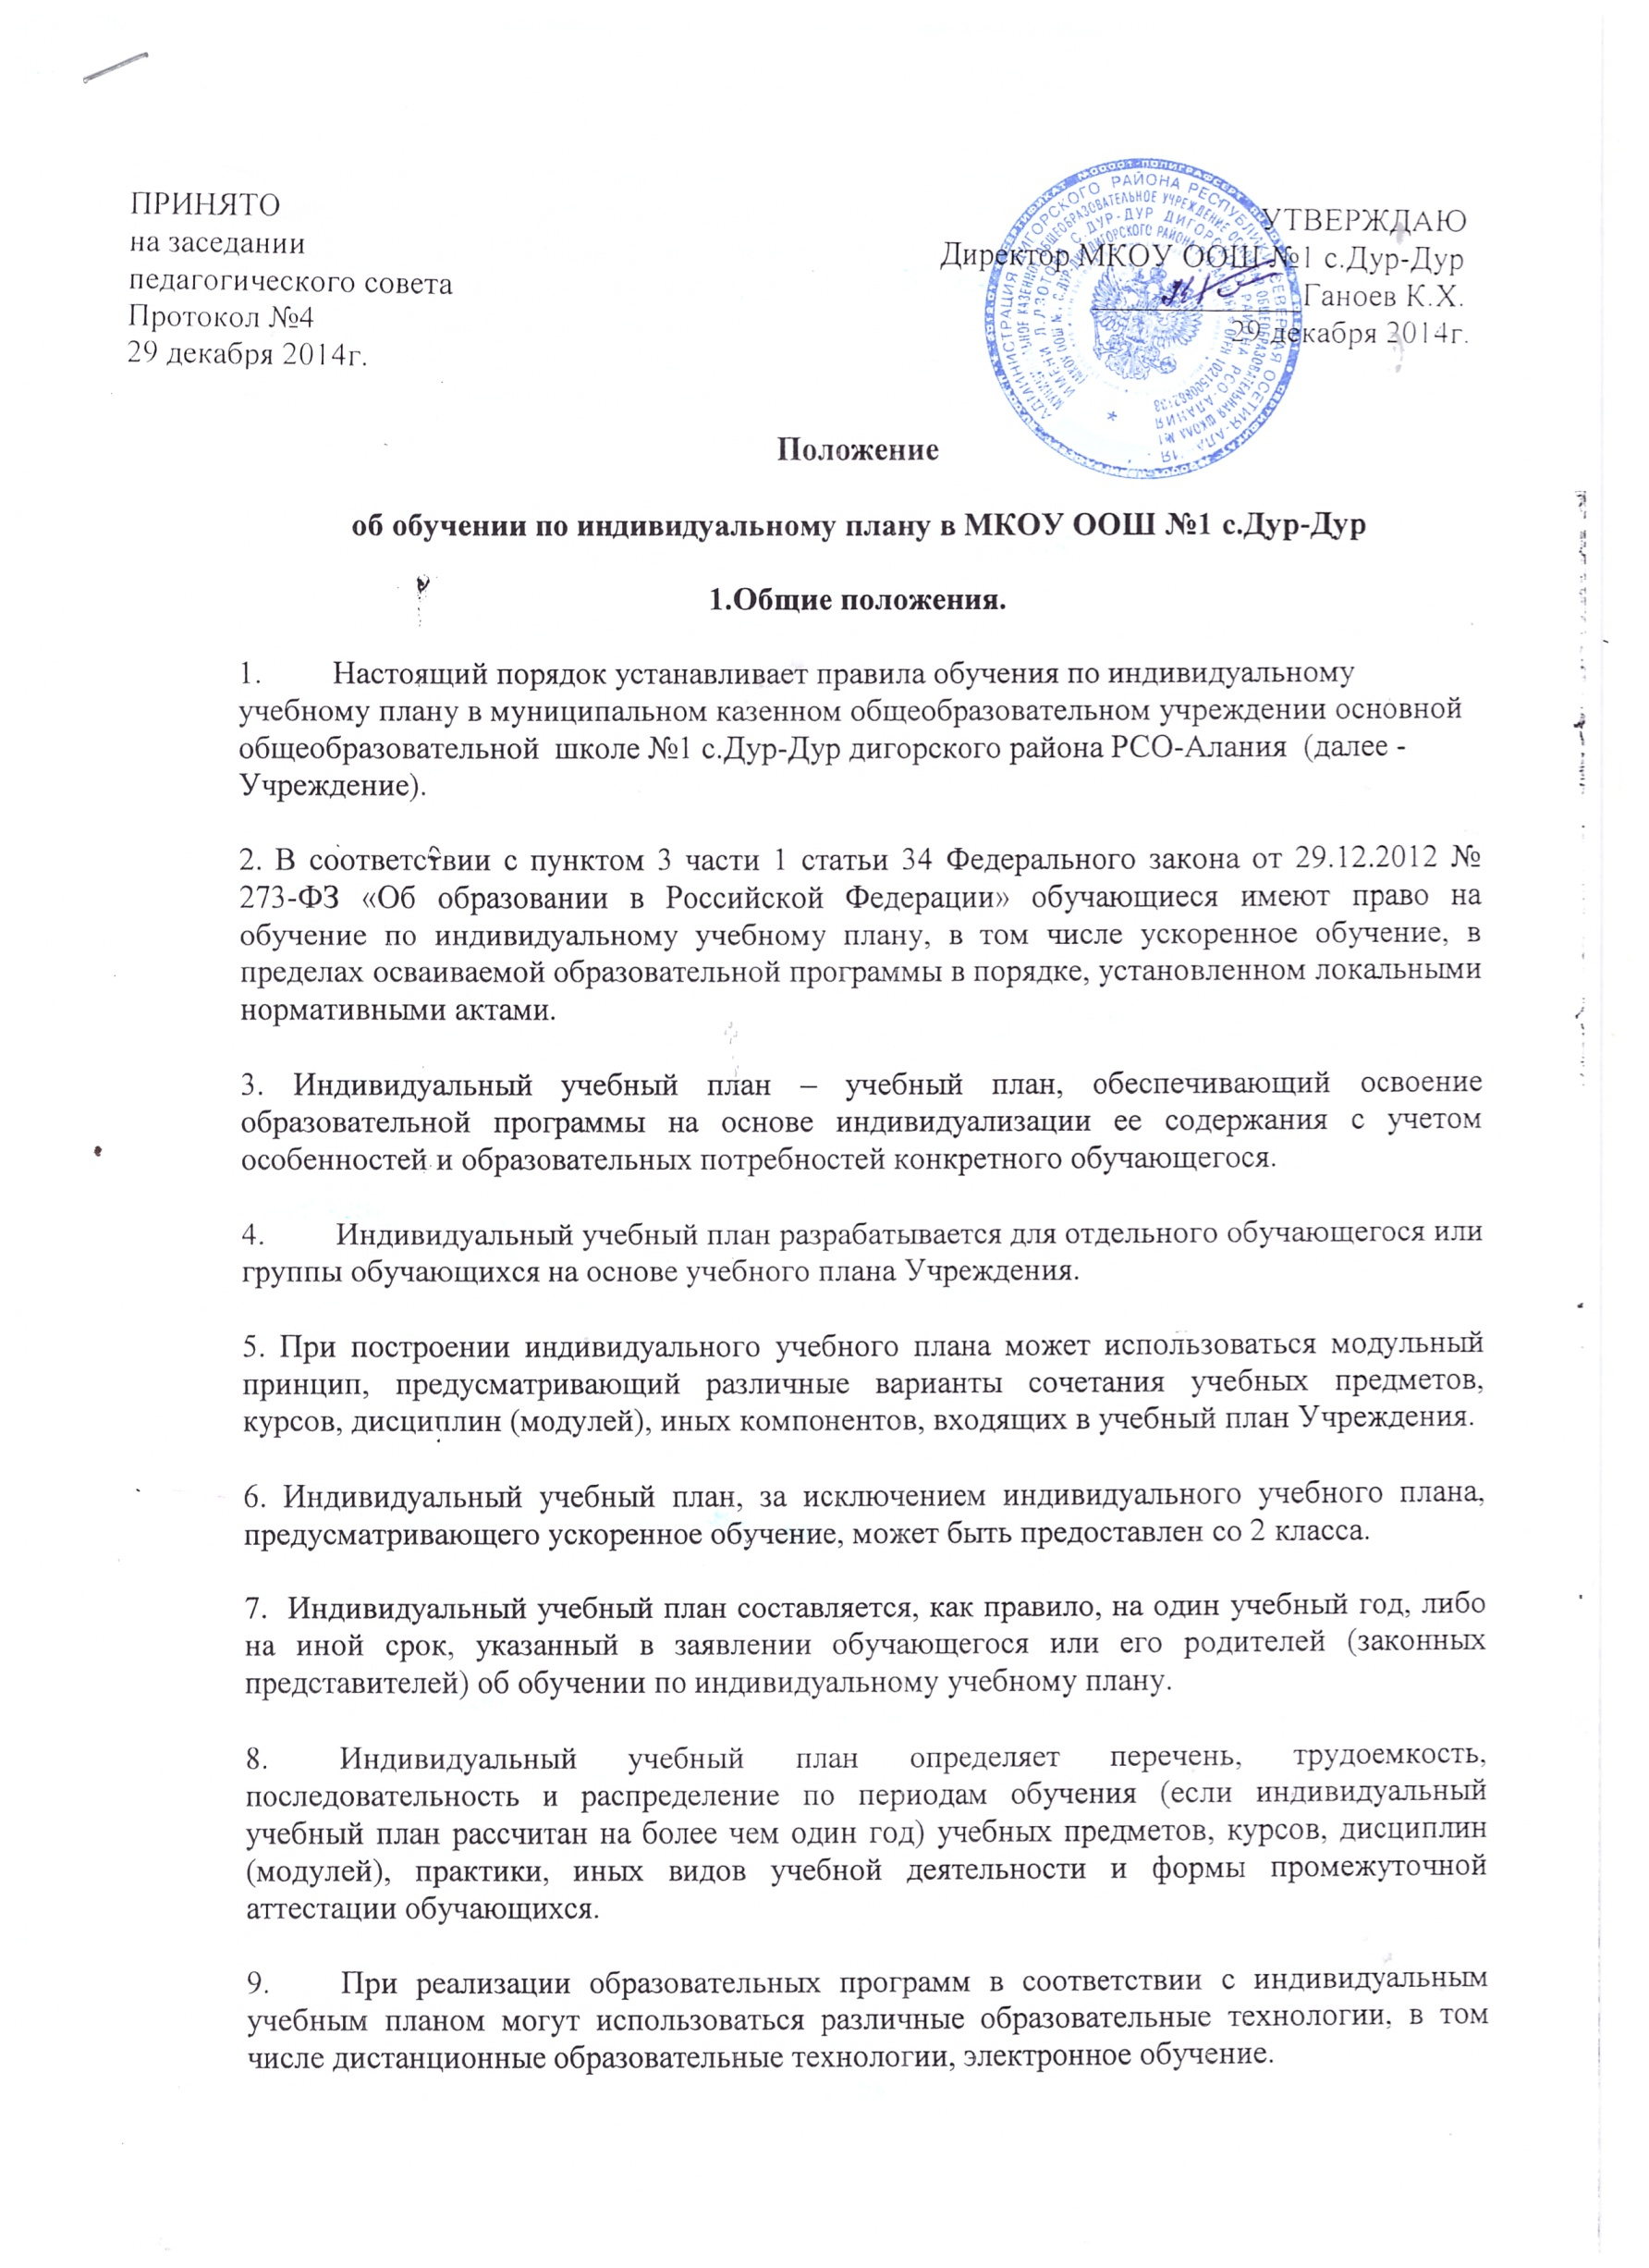 ПРИНЯТО
на заседании
педагогического совета
Протокол №4
29 декабря 2014г.
УТВЕРЖДАЮ
Директор МКОУ ООШ №1 с.Дур-Дур
Ганоев К.Х.
29 декабря 2014г.
Положение
об обучении по индивидуальному плану в МКОУ ООШ №1 с.Дур-Дур
1.Общие положения.
1. Настоящий порядок устанавливает правила обучения по индивидуальному
учебному плану в муниципальном казенном общеобразовательном учреждении основной
общеобразовательной школе №1 с.Дур-Дур дигорского района РСО-Алания (далее -
Учреждение).
2. В соответствии с пунктом 3 части 1 статьи 34 Федерального закона от 29.12.2012 №
273-ФЗ «Об образовании в Российской Федерации» обучающиеся имеют право на
обучение по индивидуальному учебному плану, в том числе ускоренное обучение, в
пределах осваиваемой образовательной программы в порядке, установленном локальными
нормативными актами.
3. Индивидуальный учебный план – учебный план, обеспечивающий освоение
образовательной программы на основе индивидуализации ее содержания с учетом
особенностей и образовательных потребностей конкретного обучающегося.
4. Индивидуальный учебный план разрабатывается для отдельного обучающегося или
группы обучающихся на основе учебного плана Учреждения.
5. При построении индивидуального учебного плана может использоваться модульный
принцип, предусматривающий различные варианты сочетания учебных предметов,
курсов, дисциплин (модулей), иных компонентов, входящих в учебный план Учреждения.
6. Индивидуальный учебный план, за исключением индивидуального учебного плана,
предусматривающего ускоренное обучение, может быть предоставлен со 2 класса.
7. Индивидуальный учебный план составляется, как правило, на один учебный год, либо
на иной срок, указанный в заявлении обучающегося или его родителей (законных
представителей) об обучении по индивидуальному учебному плану.
8. Индивидуальный учебный план определяет перечень, трудоемкость,
последовательность и распределение по периодам обучения (если индивидуальный
учебный план рассчитан на более чем один год) учебных предметов, курсов, дисциплин
(модулей), практики, иных видов учебной деятельности и формы промежуточной
аттестации обучающихся.
9. При реализации образовательных программ в соответствии с индивидуальным
учебным планом могут использоваться различные образовательные технологии, в том
числе дистанционные образовательные технологии, электронное обучение.